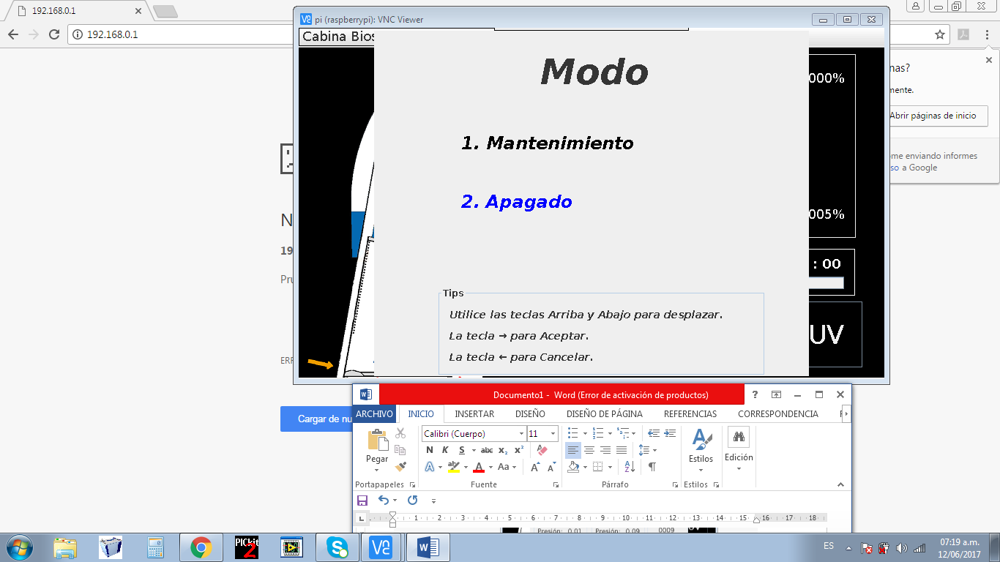 192.168.0.1
192.168.0.1
pi (raspberrypi): VNC Viewer
Cabina Bios
Modo
1. Mantenimiento
2. Apagado
Tips
Utilice las teclas Arriba y Abajo para desplazar.
La tecla → para Aceptar.
La tecla ← para Cancelar.
000%
005%
: 00
UV
nas?
mente.
Abrir páginas de inicio
ome enviando informes
so a Google
N
19
Pru
ERR
Cargar de nu
Documento1 - Word (Error de activación de productos)
ARCHIVO INICIO INSERTAR DISEÑO DISEÑO DE PÁGINA REFERENCIAS CORRESPONDENCIA
Calibri (Cuerpo) 11
Pegar
N K S abc x₂ x²
A ab A Aa A A
Estilos
Edición
Portapapeles Fuente Párrafo Estilos
1 2 3 4 5 6 7 8 9 10 11 12 13 14 15 16 17 18
Presión: 0.01 Presión: 0.09 0009 UV
PICkit 2
ES
07:19 a.m.
12/06/2017